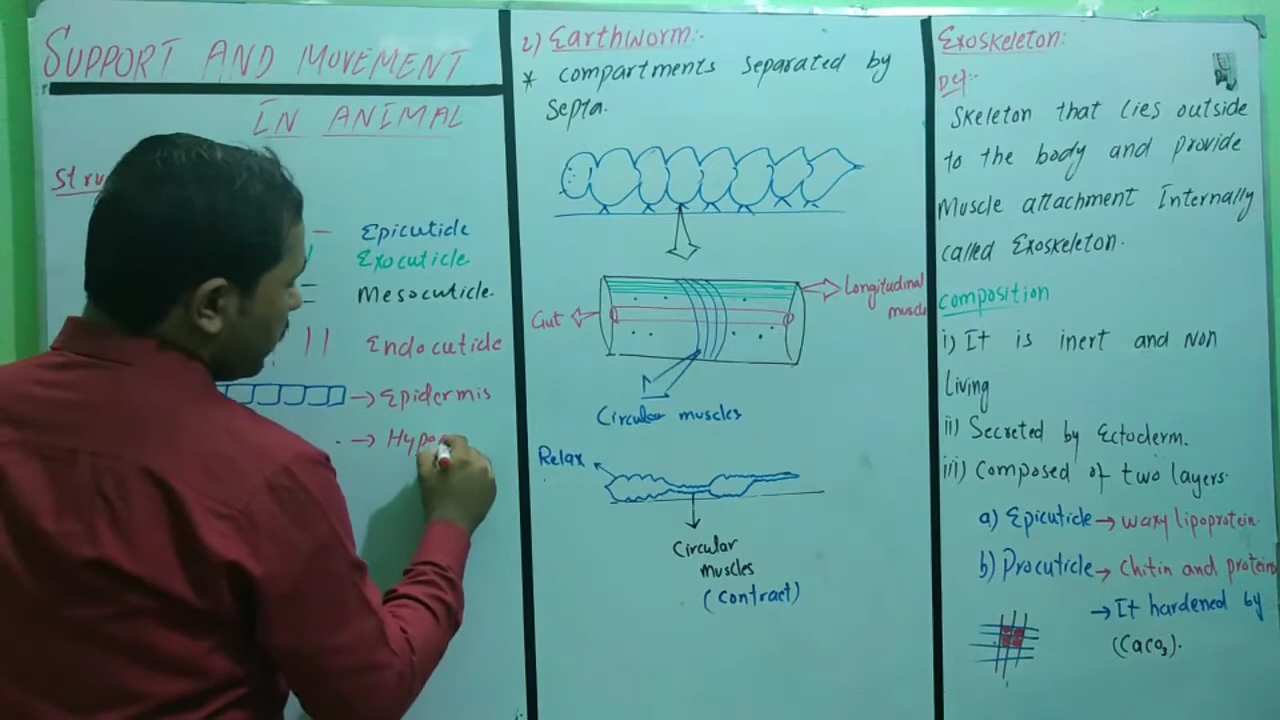 SUPPORT AND MOVEMENT
IN ANIMAL
Epicuticle
Exocuticle
Mesocuticle.
Endocuticle
→ Epidermis
→
2) Earthworm:-
* compartments separated by
septa.
Longitudinal
muscle
Gut
Circular muscles
Relax
Circular
muscles
(contract)
Exoskeleton:
Def:-
Skeleton that lies outside
to the body and provide
Muscle attachment Internally
called Exoskeleton.
composition
i) It is inert and Non
Living
ii) Secreted by Ectoderm.
iii) Composed of two layers.
a) Epicuticle → waxy lipoprotein.
b) Procuticle → chitin and protein
→ It hardened by
(CaCO3).